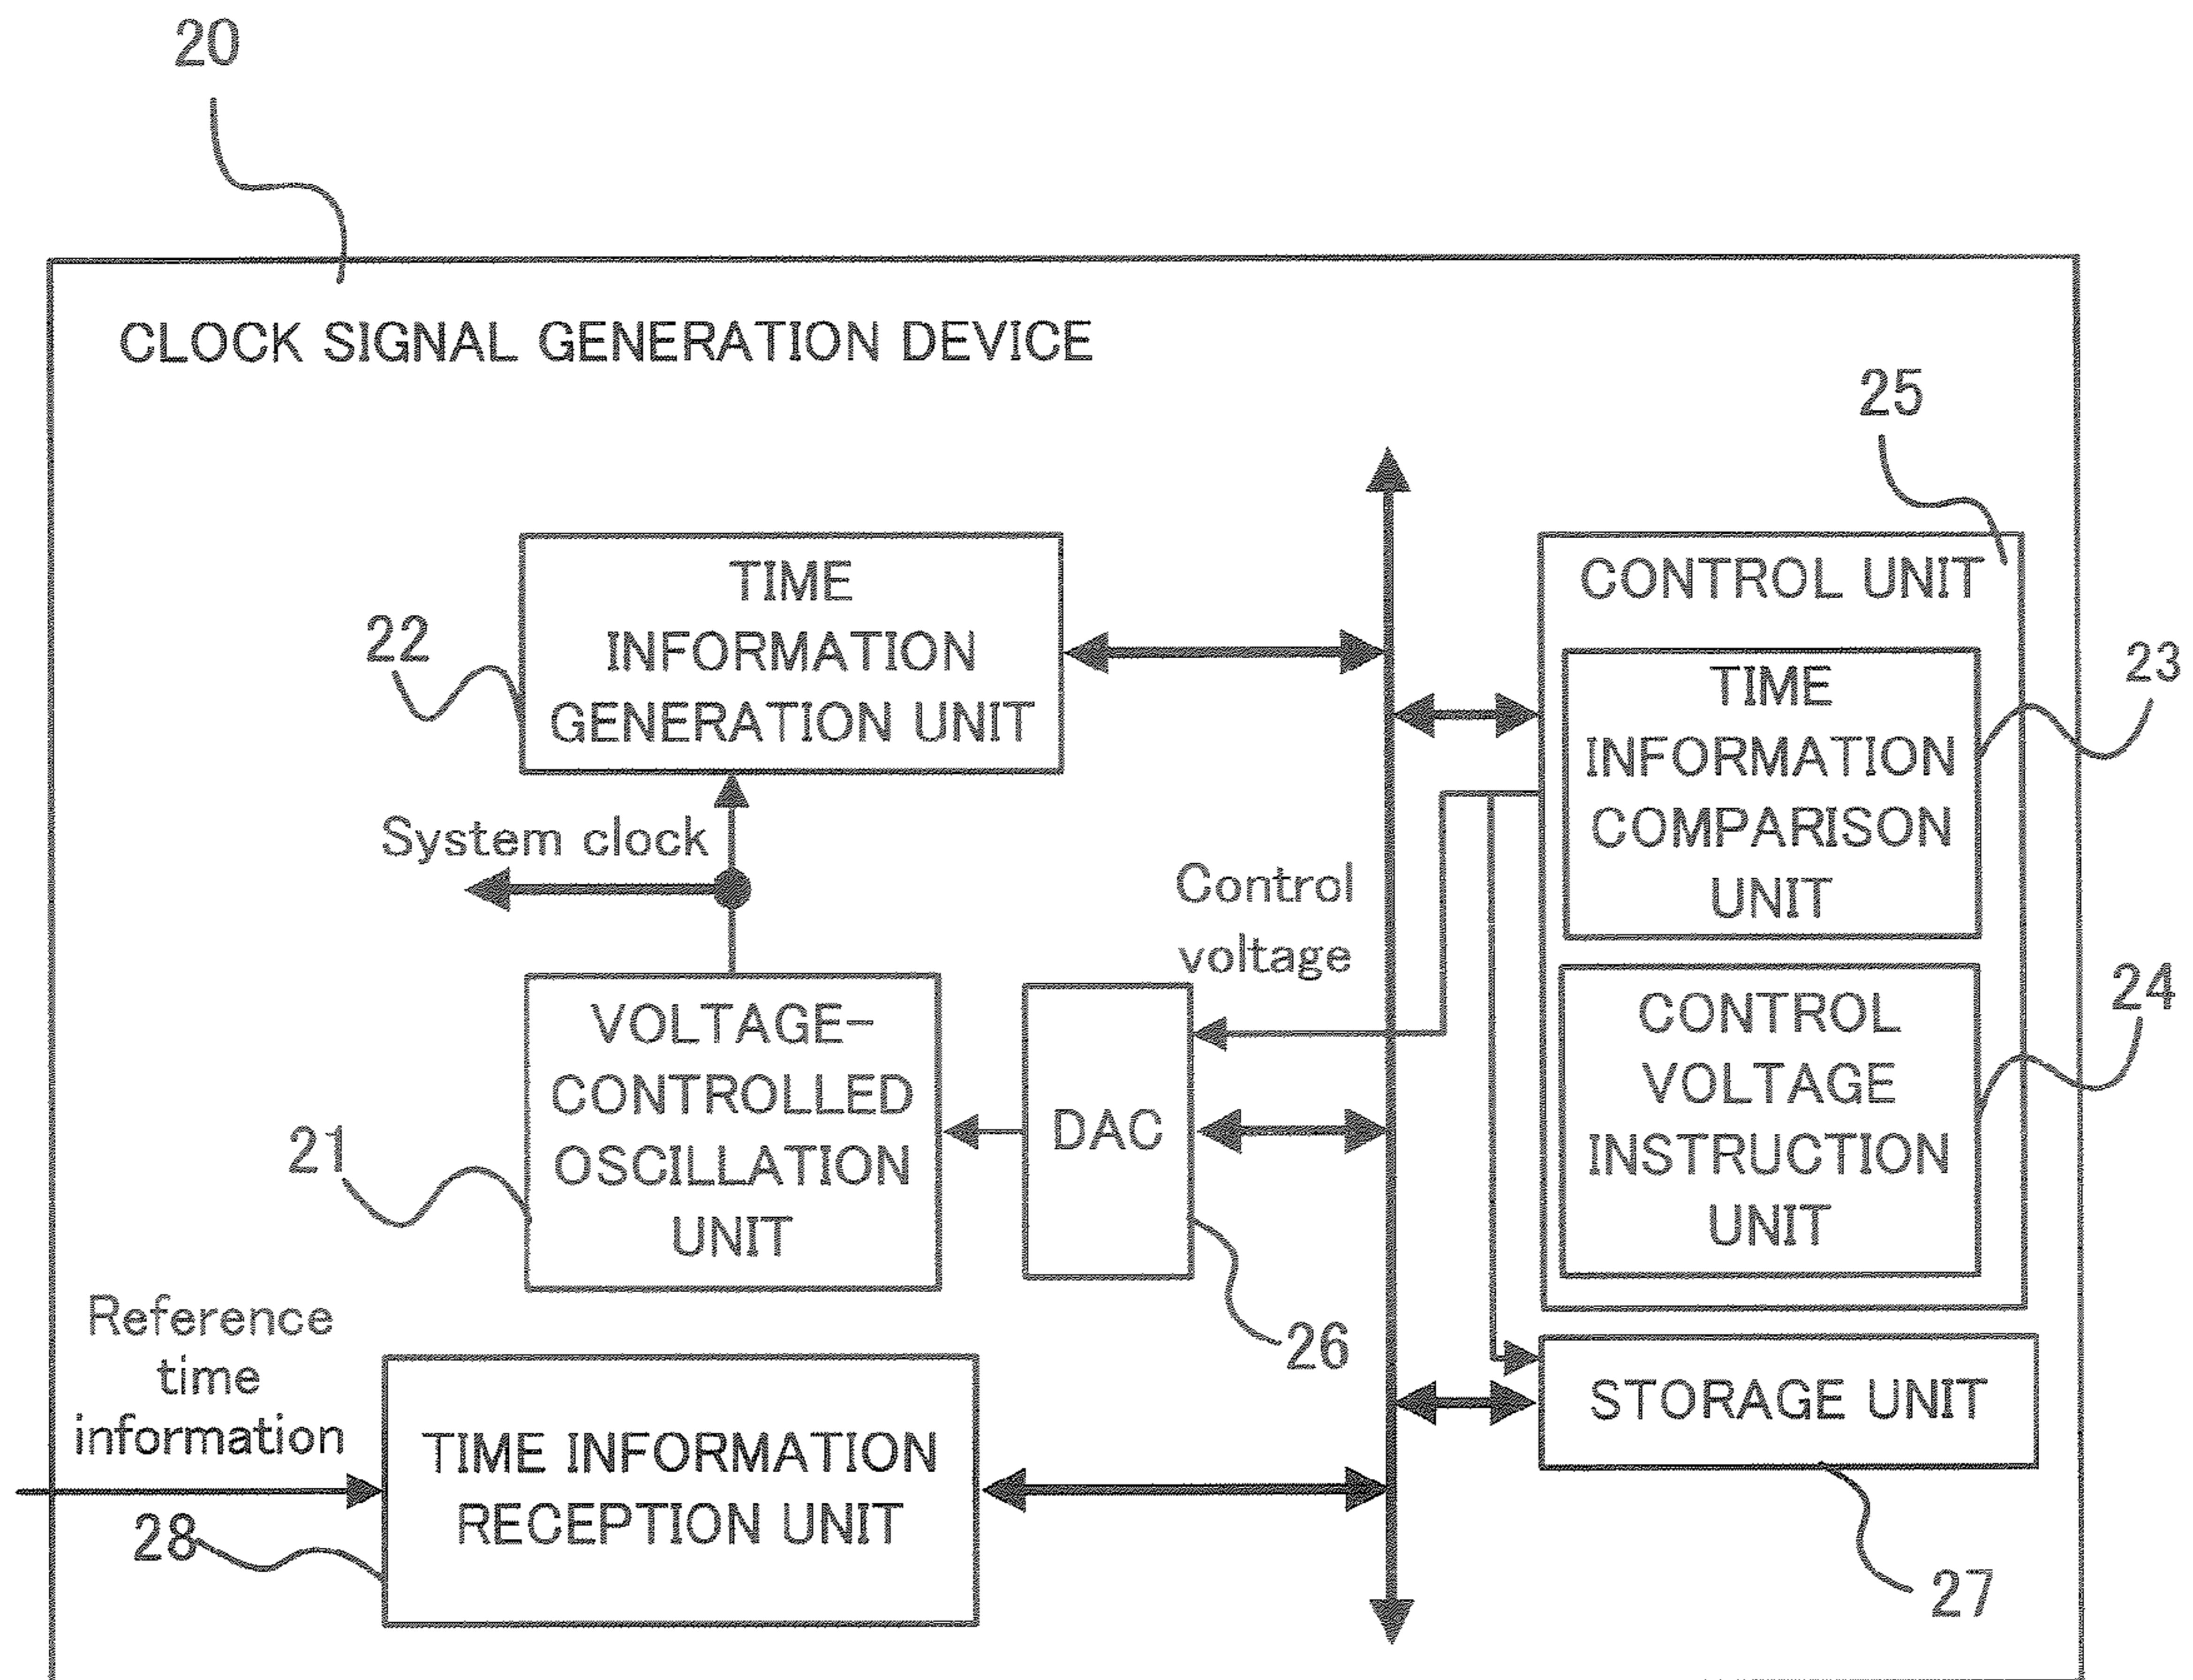 20
CLOCK SIGNAL GENERATION DEVICE
25
22
TIME
INFORMATION
GENERATION UNIT
CONTROL UNIT
23
TIME
INFORMATION
COMPARISON
UNIT
System clock
Control
voltage
24
CONTROL
VOLTAGE
INSTRUCTION
UNIT
21
VOLTAGE-
CONTROLLED
OSCILLATION
UNIT
DAC
26
Reference
time
information
28
TIME INFORMATION
RECEPTION UNIT
STORAGE UNIT
27